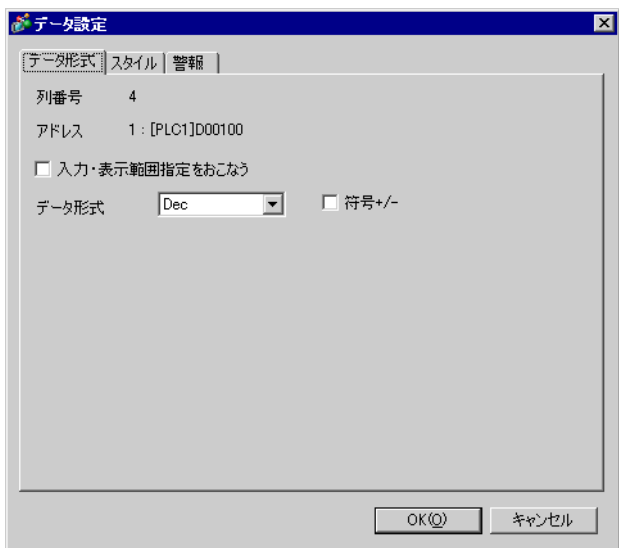 データ設定
データ形式 スタイル 警報
列番号 4
アドレス 1 : [PLC1]D00100
入力・表示範囲指定をおこなう
データ形式 Dec 符号+/-
OK(O) キャンセル